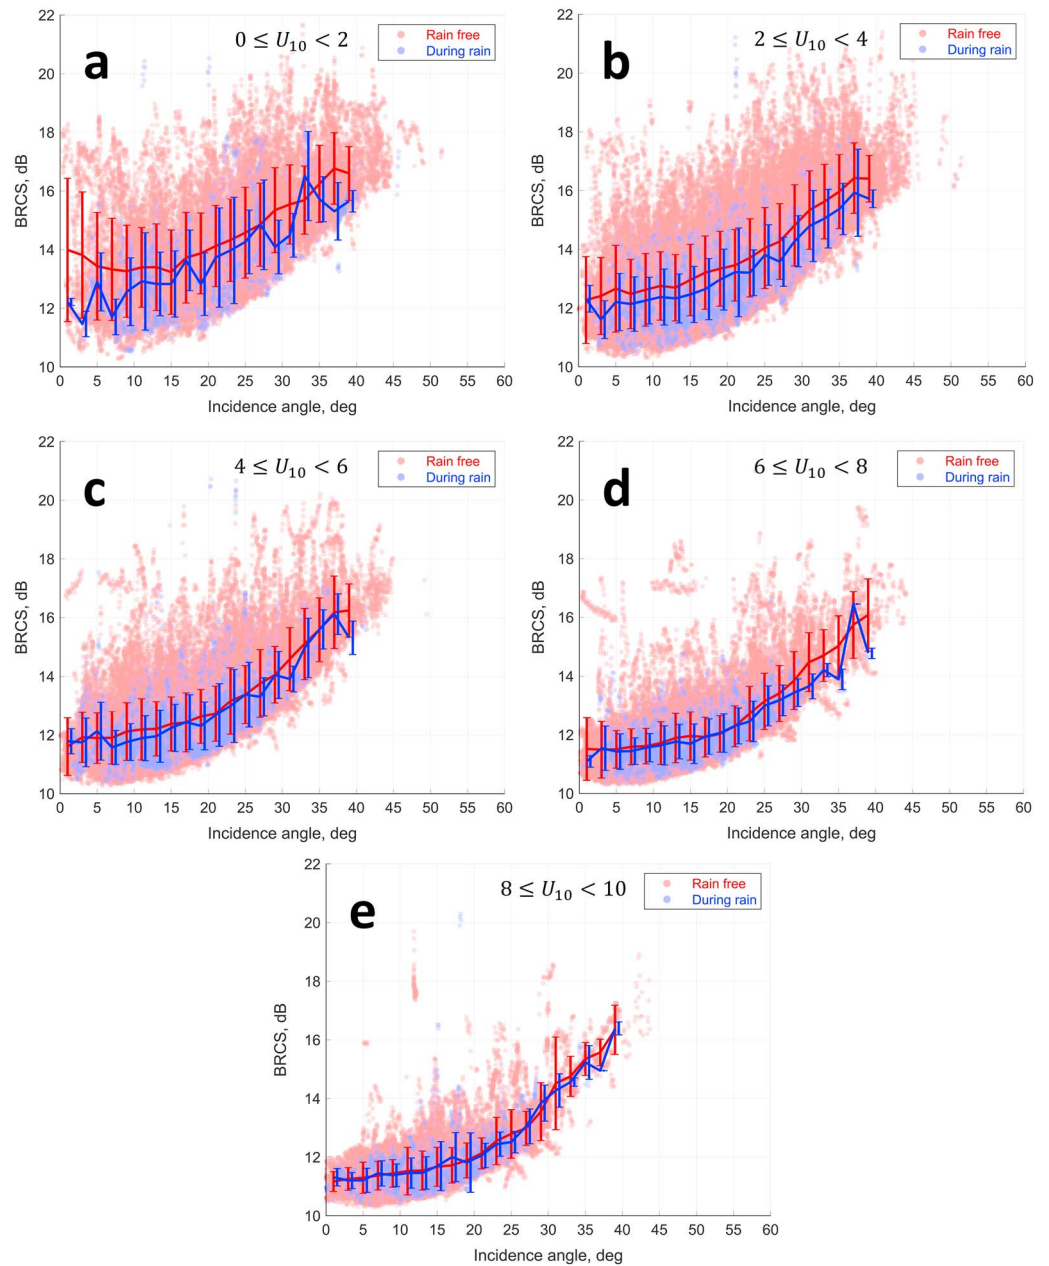 a
0 ≤ U₁₀ < 2
Rain free
During rain
BRCS, dB
22
20
18
16
14
12
10
0 5 10 15 20 25 30 35 40 45 50 55 60
Incidence angle, deg
b
2 ≤ U₁₀ < 4
Rain free
During rain
BRCS, dB
22
20
18
16
14
12
10
0 5 10 15 20 25 30 35 40 45 50 55 60
Incidence angle, deg
c
4 ≤ U₁₀ < 6
Rain free
During rain
BRCS, dB
22
20
18
16
14
12
10
0 5 10 15 20 25 30 35 40 45 50 55 60
Incidence angle, deg
d
6 ≤ U₁₀ < 8
Rain free
During rain
BRCS, dB
22
20
18
16
14
12
10
0 5 10 15 20 25 30 35 40 45 50 55 60
Incidence angle, deg
e
8 ≤ U₁₀ < 10
Rain free
During rain
BRCS, dB
22
20
18
16
14
12
10
0 5 10 15 20 25 30 35 40 45 50 55 60
Incidence angle, deg